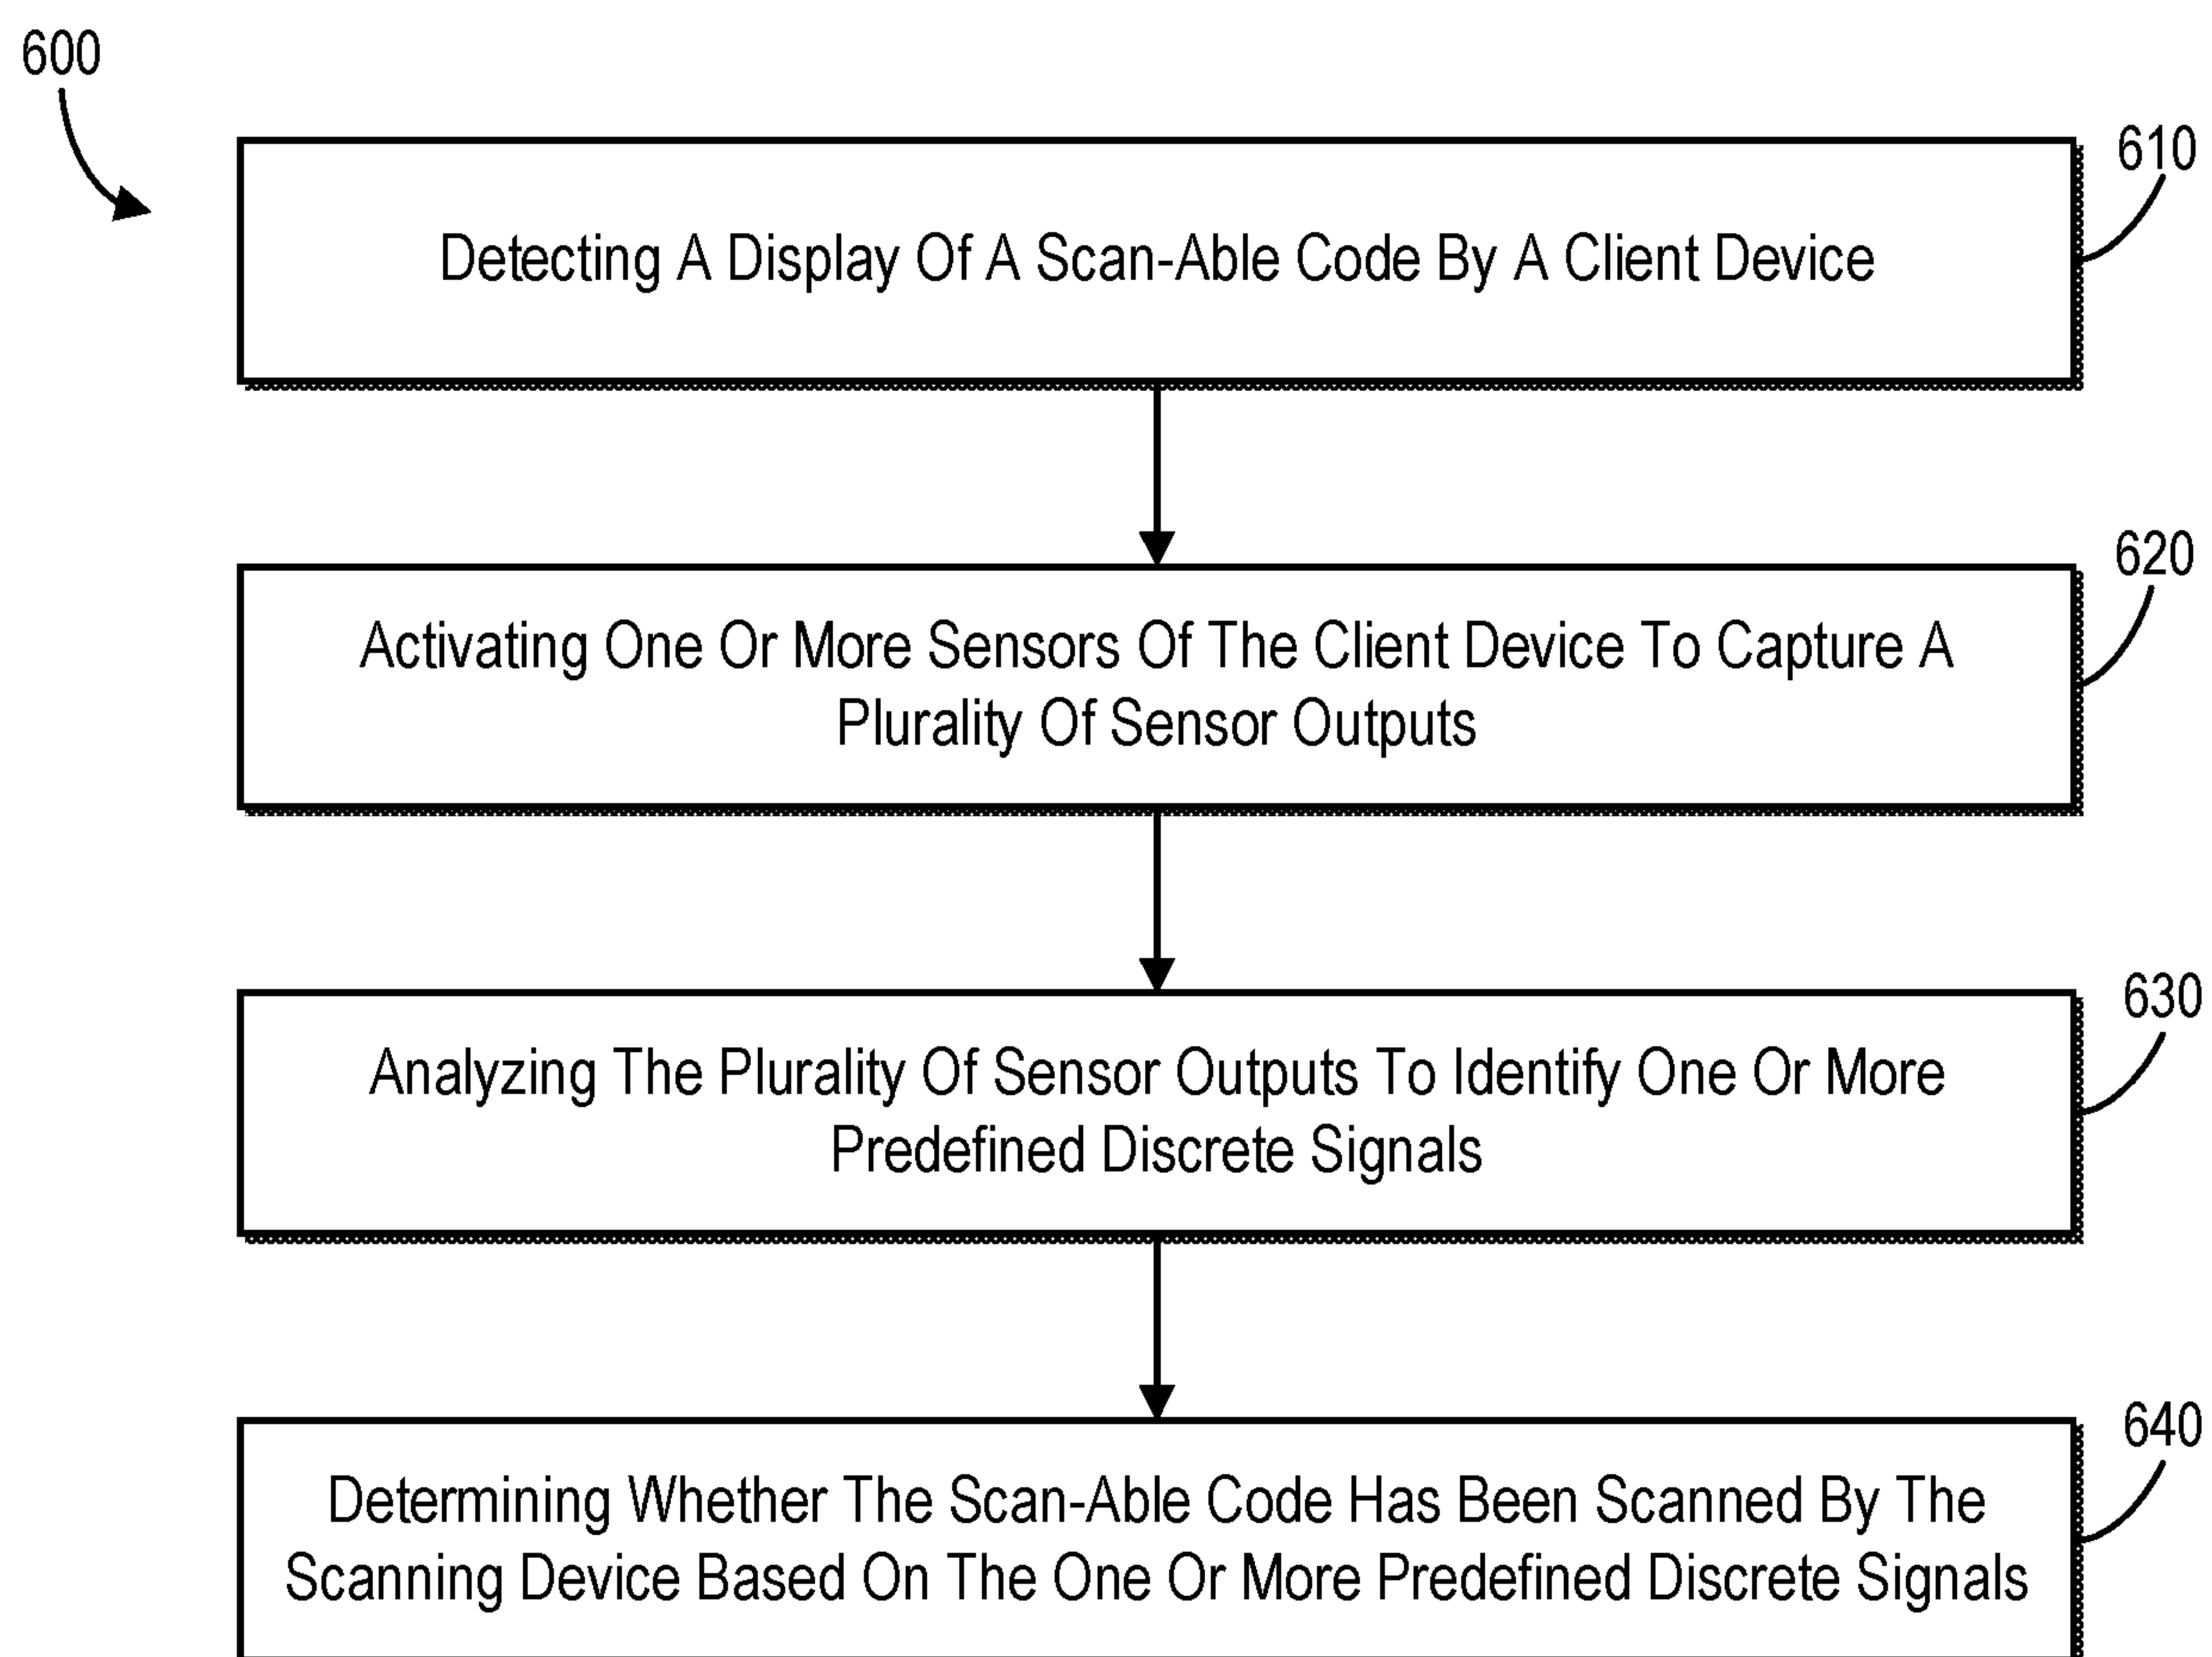 600
610
Detecting A Display Of A Scan-Able Code By A Client Device
620
Activating One Or More Sensors Of The Client Device To Capture A
Plurality Of Sensor Outputs
630
Analyzing The Plurality Of Sensor Outputs To Identify One Or More
Predefined Discrete Signals
640
Determining Whether The Scan-Able Code Has Been Scanned By The
Scanning Device Based On The One Or More Predefined Discrete Signals